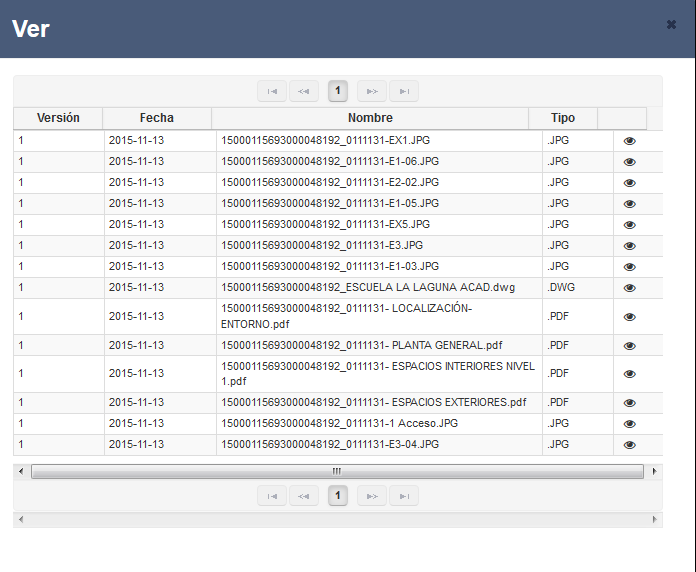 Ver
1
Versión Fecha Nombre Tipo
1 2015-11-13 15000115693000048192_0111131-EX1.JPG .JPG
1 2015-11-13 15000115693000048192_0111131-E1-06.JPG .JPG
1 2015-11-13 15000115693000048192_0111131-E2-02.JPG .JPG
1 2015-11-13 15000115693000048192_0111131-E1-05.JPG .JPG
1 2015-11-13 15000115693000048192_0111131-EX5.JPG .JPG
1 2015-11-13 15000115693000048192_0111131-E3.JPG .JPG
1 2015-11-13 15000115693000048192_0111131-E1-03.JPG .JPG
1 2015-11-13 15000115693000048192_ESCUELA LA LAGUNA ACAD.dwg .DWG
1 2015-11-13 15000115693000048192_0111131- LOCALIZACIÓN- .PDF
ENTORNO.pdf
1 2015-11-13 15000115693000048192_0111131- PLANTA GENERAL.pdf .PDF
1 2015-11-13 15000115693000048192_0111131- ESPACIOS INTERIORES NIVEL .PDF
1.pdf
1 2015-11-13 15000115693000048192_0111131- ESPACIOS EXTERIORES.pdf .PDF
1 2015-11-13 15000115693000048192_0111131-1 Acceso.JPG .JPG
1 2015-11-13 15000115693000048192_0111131-E3-04.JPG .JPG
1